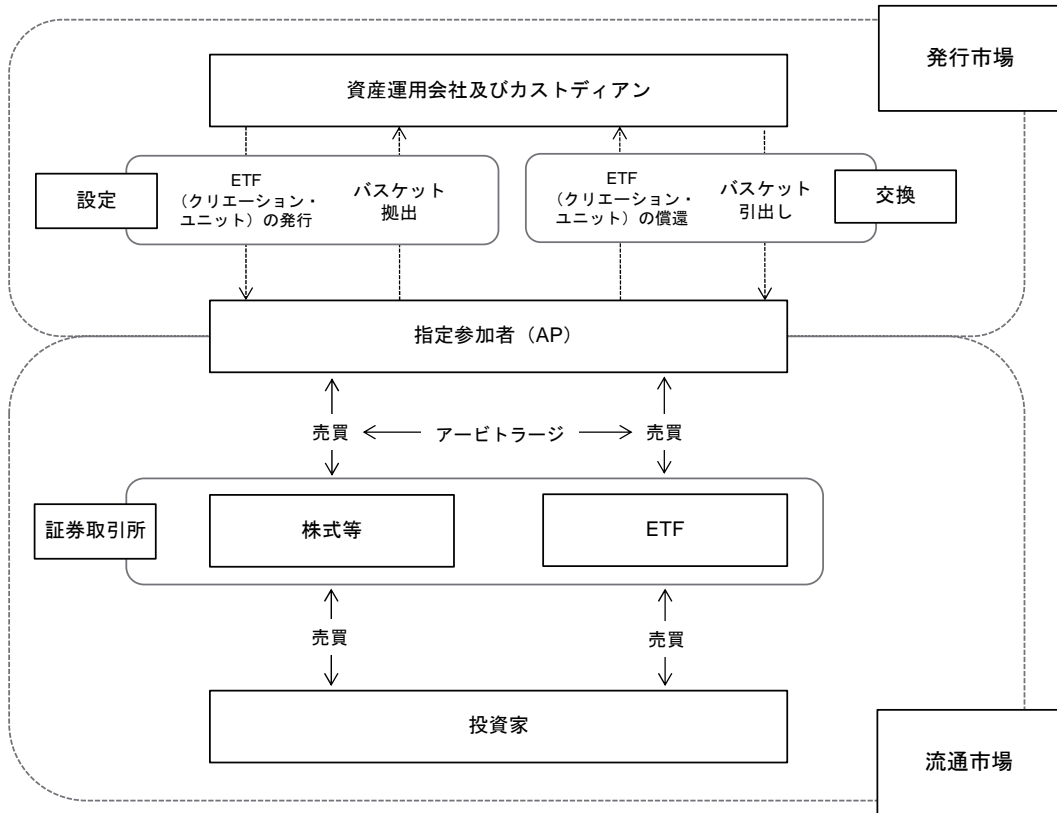 発行市場
資産運用会社及びカストディアン
設定
ETF
（クリエーション・
ユニット）の発行
バスケット
拠出
ETF
（クリエーション・
ユニット）の償還
バスケット
引出し
交換
指定参加者（AP）
売買
アービトラージ
売買
証券取引所
株式等
ETF
売買
売買
投資家
流通市場